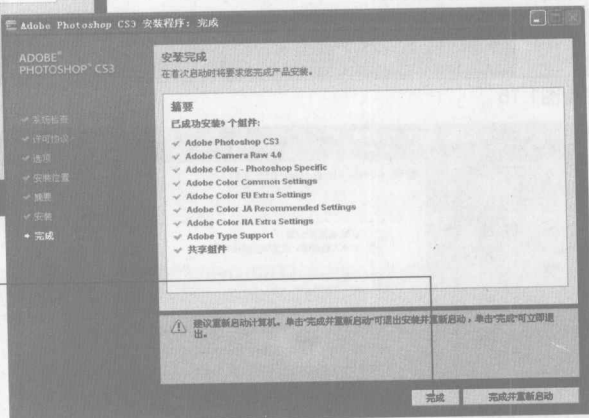 Adobe Photoshop CS3 安装程序: 完成
ADOBE®
PHOTOSHOP® CS3
安装完成
在首次启动时将要求您完成产品安装。
系统检查
许可协议
选项
安装位置
摘要
安装
完成
摘要
已成功安装9 个组件:
Adobe Photoshop CS3
Adobe Camera Raw 4.0
Adobe Color - Photoshop Specific
Adobe Color Common Settings
Adobe Color EU Extra Settings
Adobe Color JA Recommended Settings
Adobe Color NA Extra Settings
Adobe Type Support
共享组件
建议重新启动计算机。单击“完成并重新启动”可退出安装并重新启动，单击“完成”可立即退
出。
完成
完成并重新启动